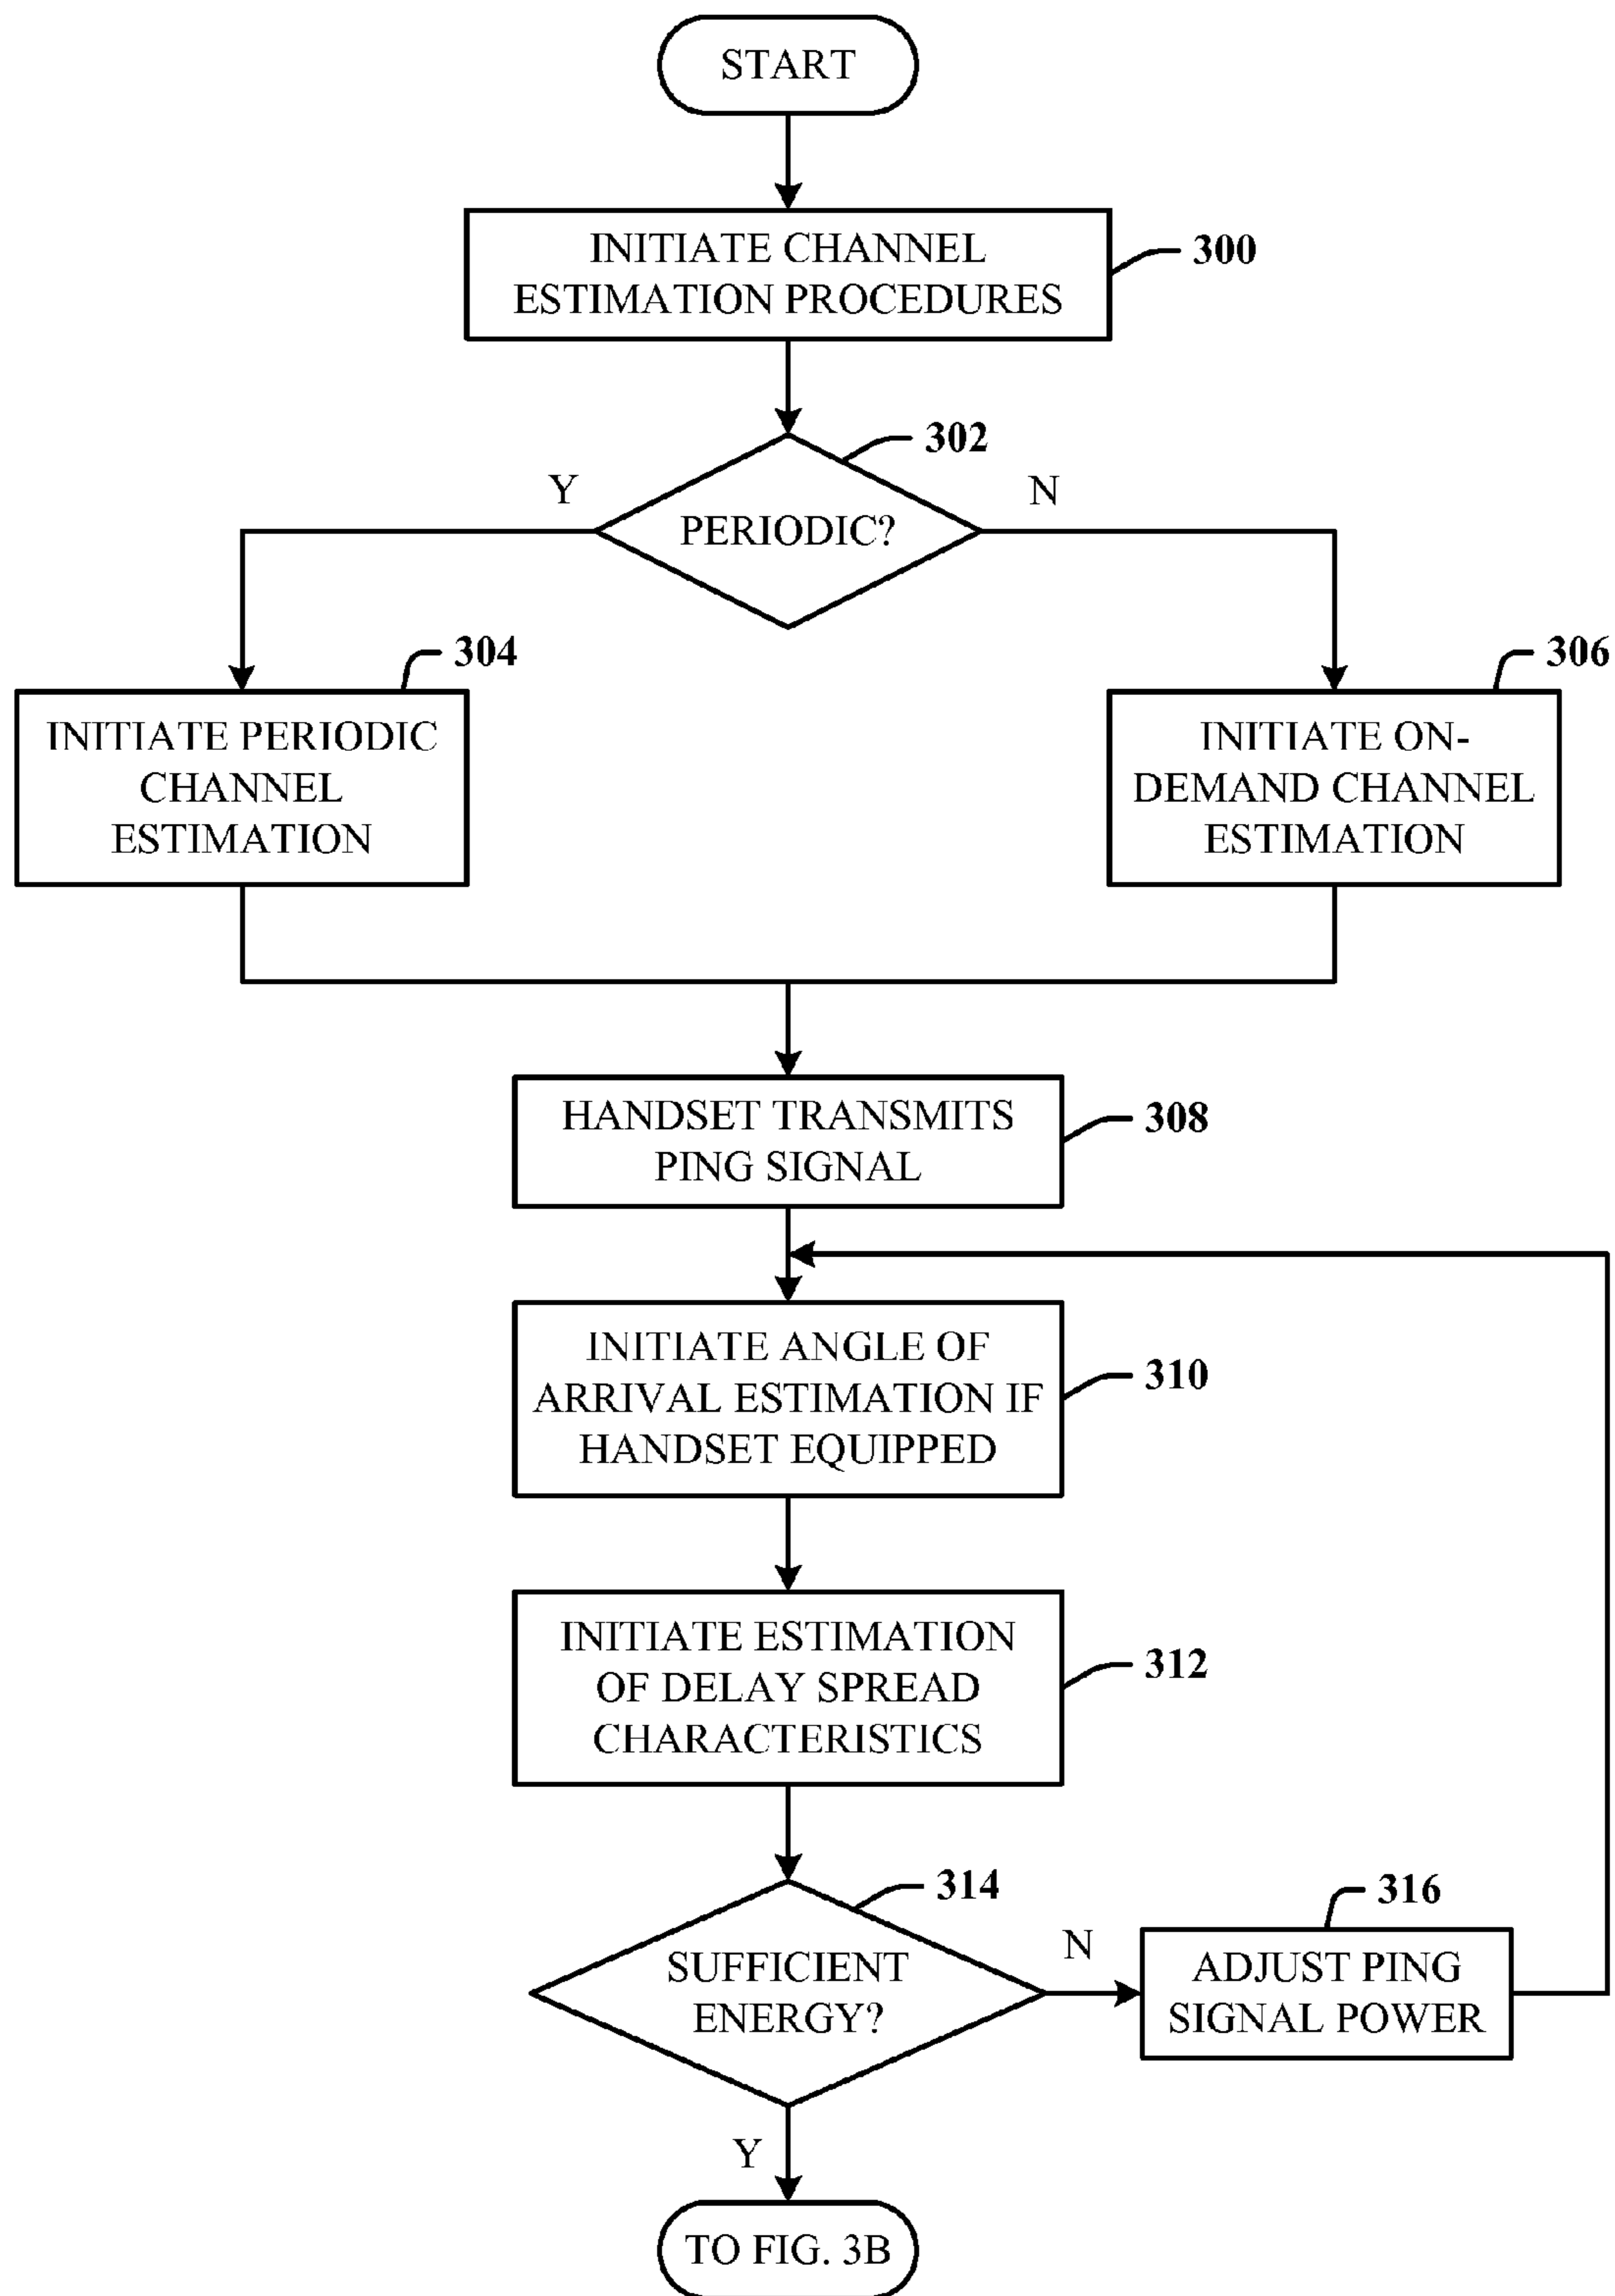 START
INITIATE CHANNEL
ESTIMATION PROCEDURES
300
302
Y
N
PERIODIC?
304
306
INITIATE PERIODIC
CHANNEL
ESTIMATION
INITIATE ON-
DEMAND CHANNEL
ESTIMATION
HANDSET TRANSMITS
PING SIGNAL
308
INITIATE ANGLE OF
ARRIVAL ESTIMATION IF
HANDSET EQUIPPED
310
INITIATE ESTIMATION
OF DELAY SPREAD
CHARACTERISTICS
312
314
316
SUFFICIENT
ENERGY?
N
ADJUST PING
SIGNAL POWER
Y
TO FIG. 3B